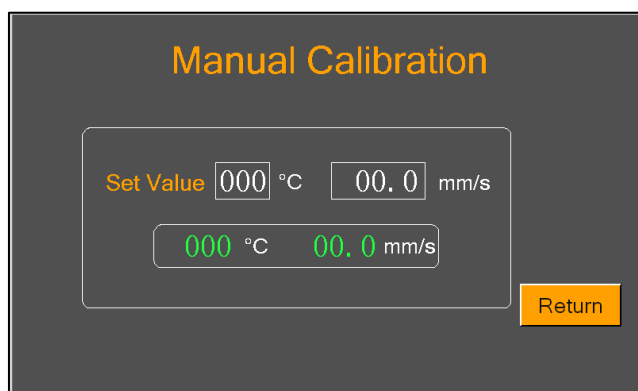 Manual Calibration
Set Value 000 °C 00.0 mm/s
000 °C 00.0 mm/s
Return